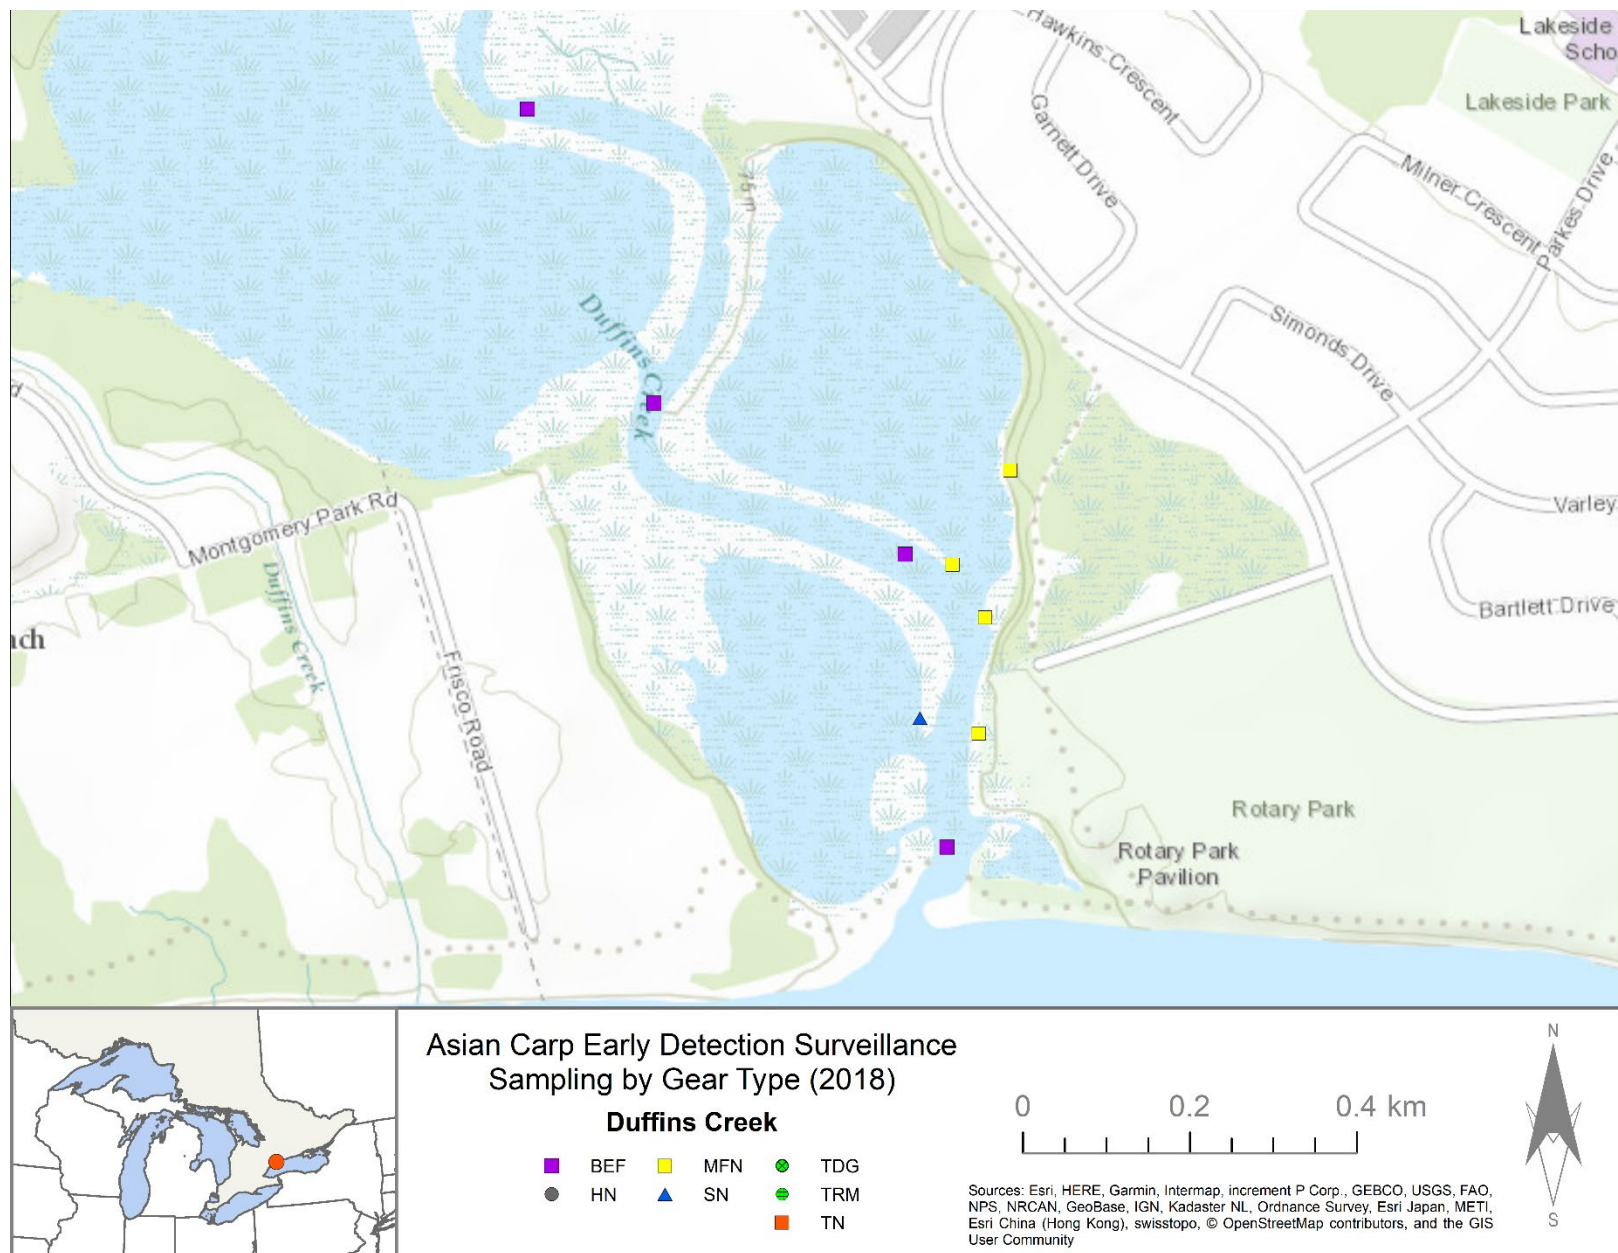 Lakeside
Scho
Hawkins Crescent
Lakeside Park
Garnett Drive
Milner Crescent
Parkes Drive
75 m
Duffins Creek
Simonds Drive
d
Montgomery Park Rd
Varley
Duffins Creek
Bartlett Drive
ach
Frisco Road
Rotary Park
Rotary Park
Pavilion
Asian Carp Early Detection Surveillance
Sampling by Gear Type (2018)
Duffins Creek
BEF MFN TDG
HN SN TRM
TN
0 0.2 0.4 km
Sources: Esri, HERE, Garmin, Intermap, increment P Corp., GEBCO, USGS, FAO,
NPS, NRCAN, GeoBase, IGN, Kadaster NL, Ordnance Survey, Esri Japan, METI,
Esri China (Hong Kong), swisstopo, © OpenStreetMap contributors, and the GIS
User Community
N
S